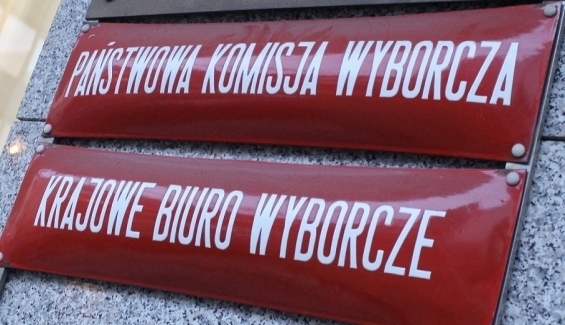 PAŃSTWOWA KOMISJA WYBORCZA
KRAJOWE BIURO WYBORCZE